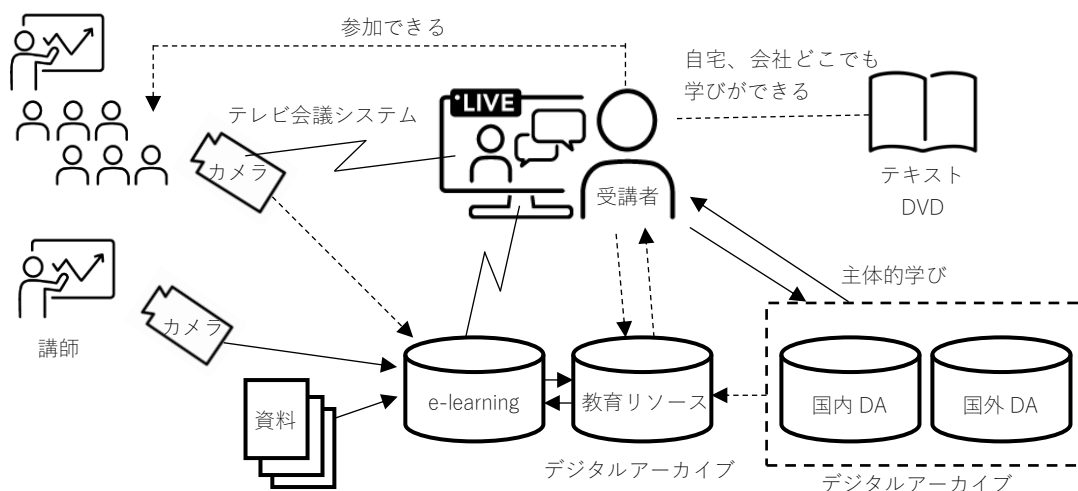 参加できる
自宅、会社どこでも
学びができる
LIVE
テレビ会議システム
カメラ
受講者
テキスト
DVD
主体的学び
カメラ
講師
e-learning
教育リソース
国内 DA
国外 DA
資料
デジタルアーカイブ
デジタルアーカイブ